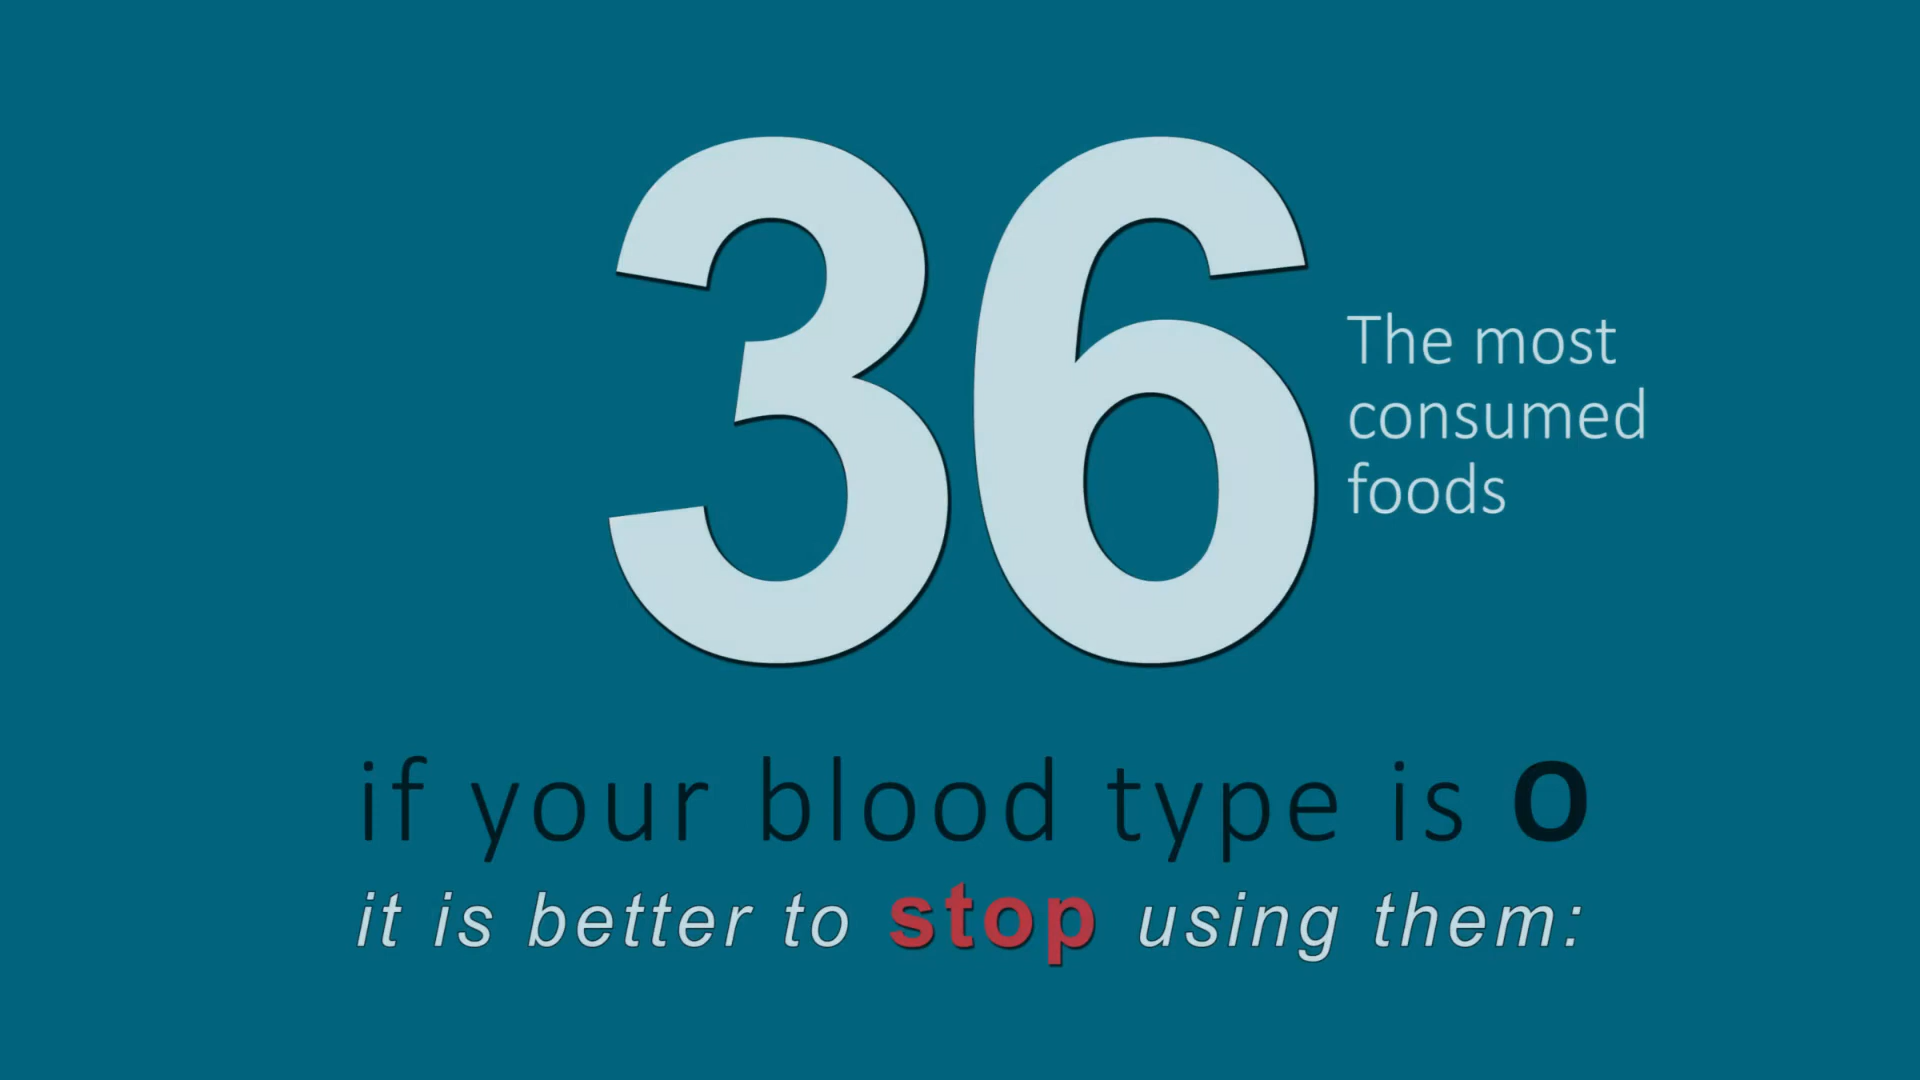 36
The most
consumed
foods
if your blood type is O
it is better to stop using them: